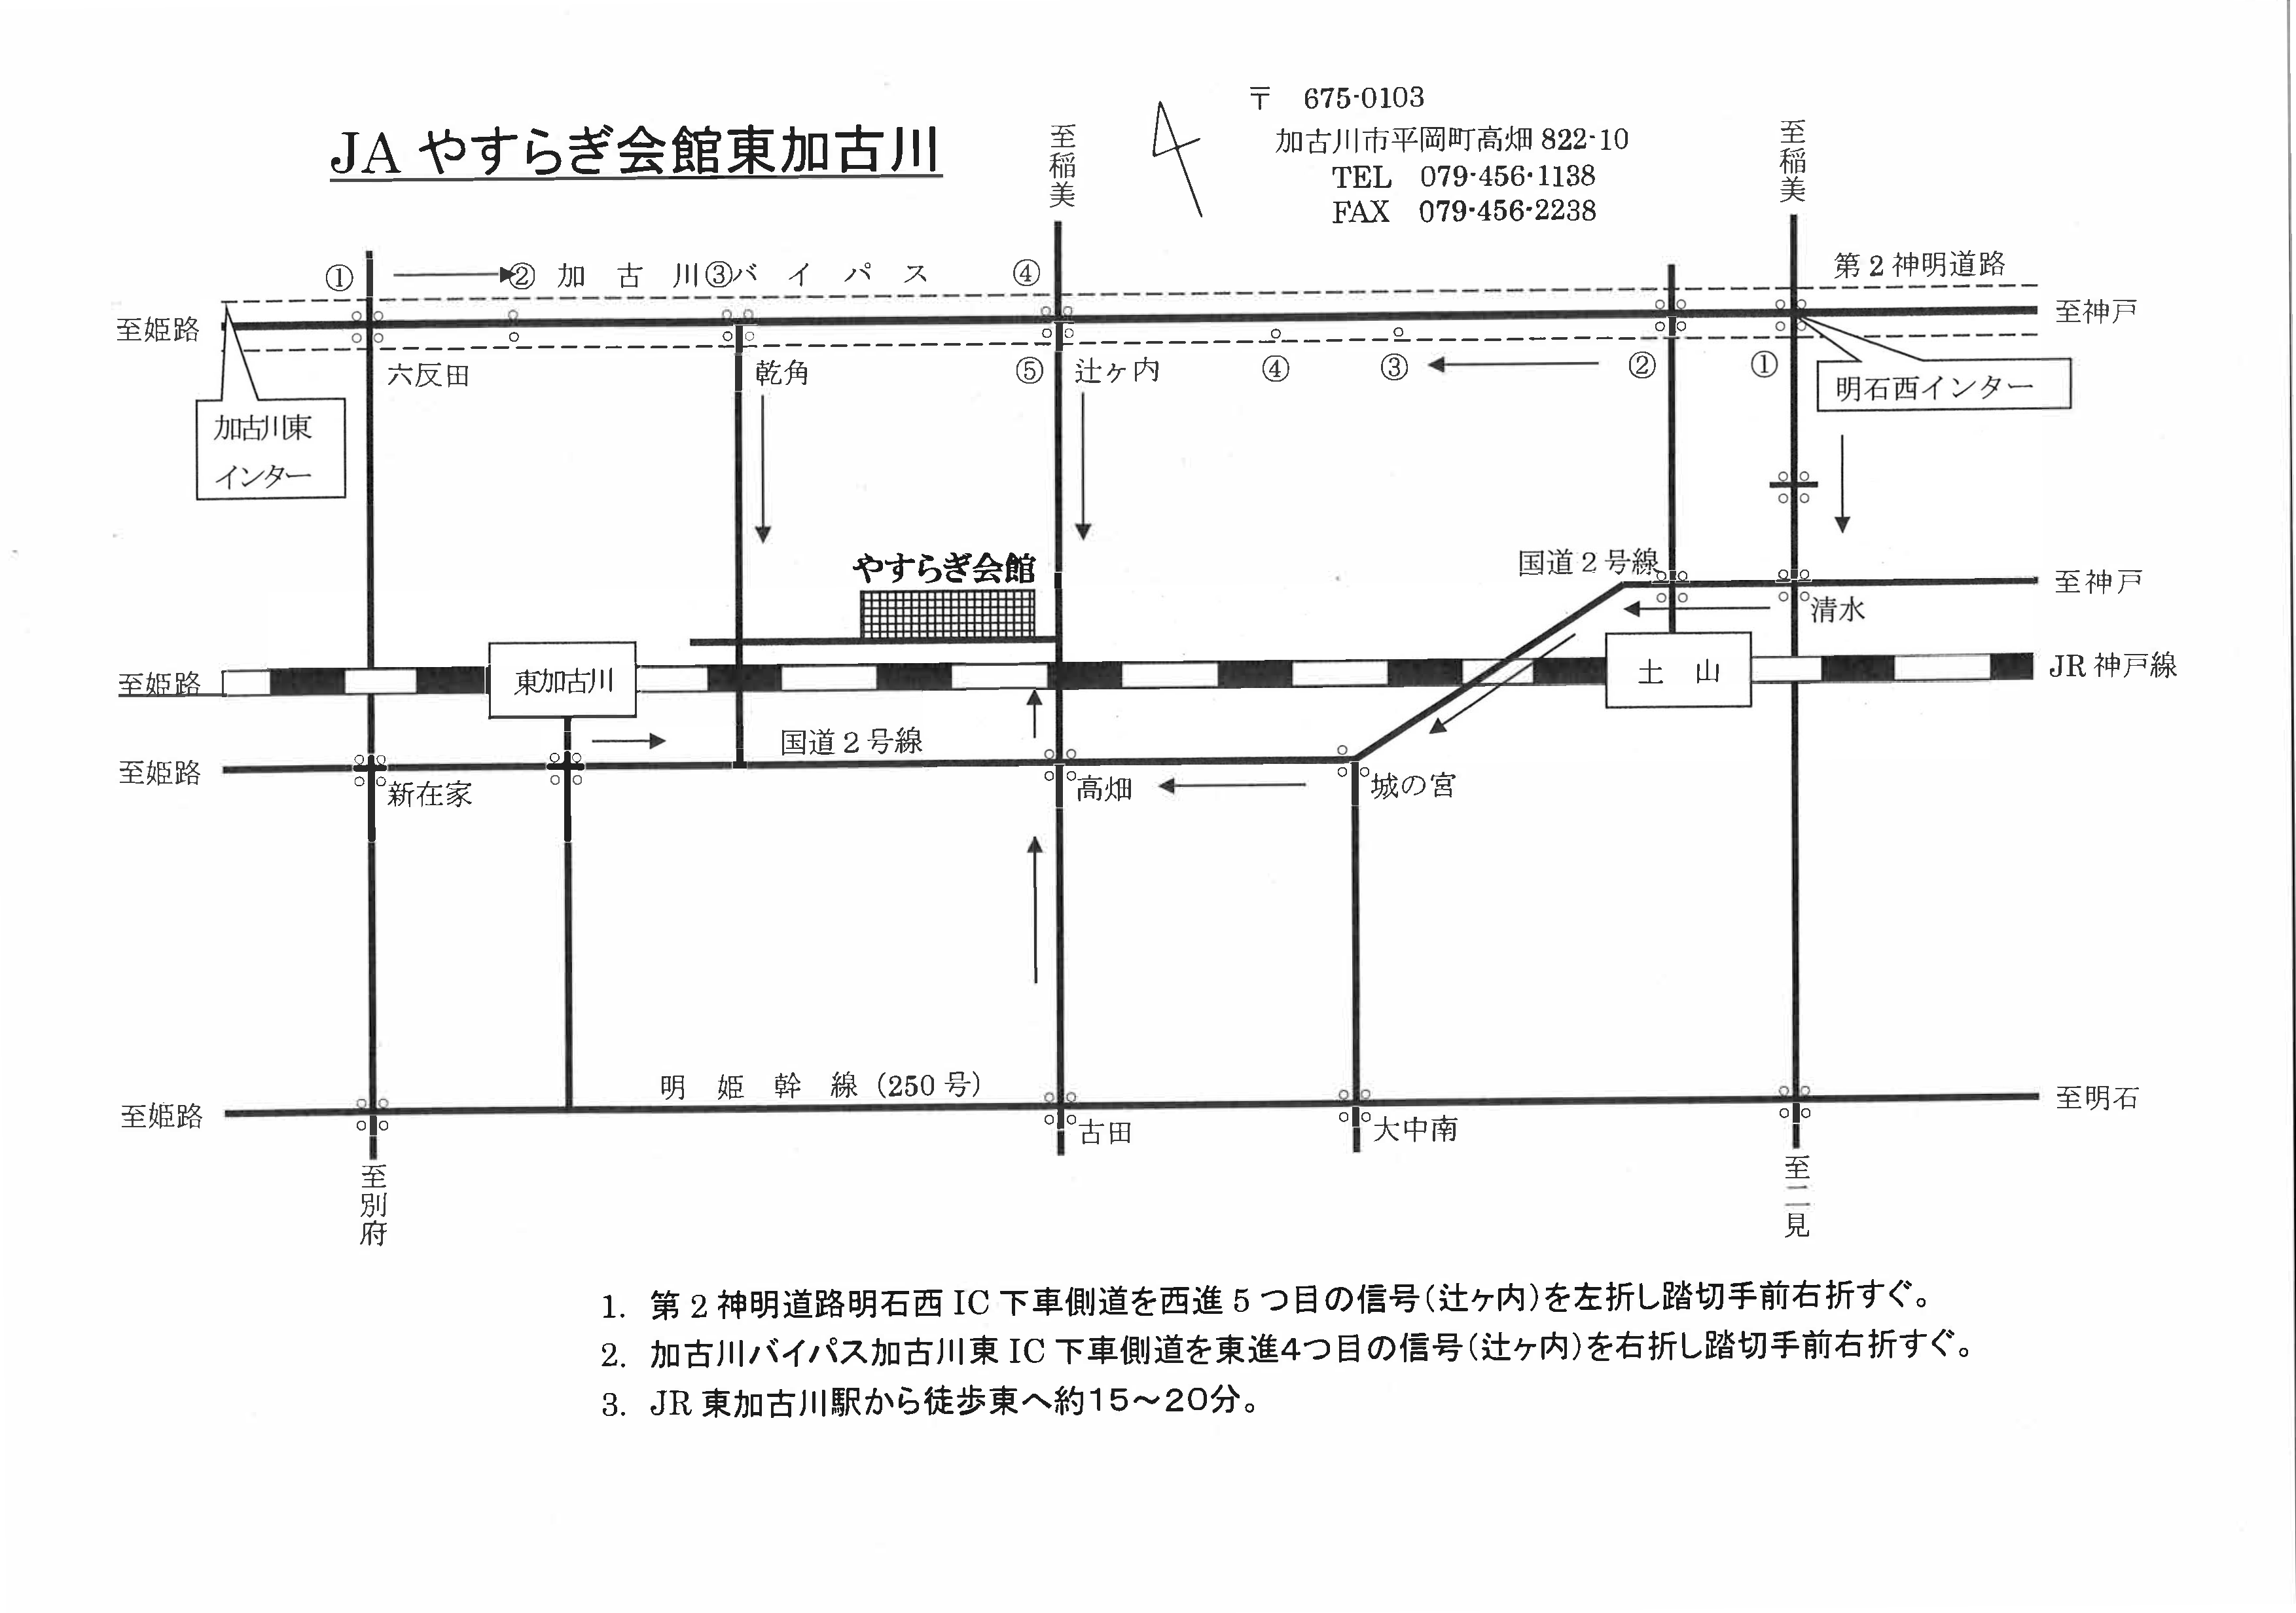 〒 675-0103
JA やすらぎ会館東加古川
加古川市平岡町高畑 822-10
TEL 079-456-1138
FAX 079-456-2238
至稲美
至稲美
① ② 加古川③バイパス ④
第2神明道路
至姫路
至神戸
六反田
乾角
⑤ 辻ヶ内
④
③
②
①
明石西インター
加古川東
インター
やすらぎ会館
国道2号線
至神戸
清水
至姫路
東加古川
土山
JR 神戸線
国道2号線
至姫路
新在家
高畑
城の宮
明姫幹線(250号)
至姫路
至明石
古田
大中南
至別府
至二見
1. 第2神明道路明石西 IC 下車側道を西進5つ目の信号(辻ヶ内)を左折し踏切手前右折すぐ。
2. 加古川バイパス加古川東 IC 下車側道を東進4つ目の信号(辻ヶ内)を右折し踏切手前右折すぐ。
3. JR 東加古川駅から徒歩東へ約15～20分。